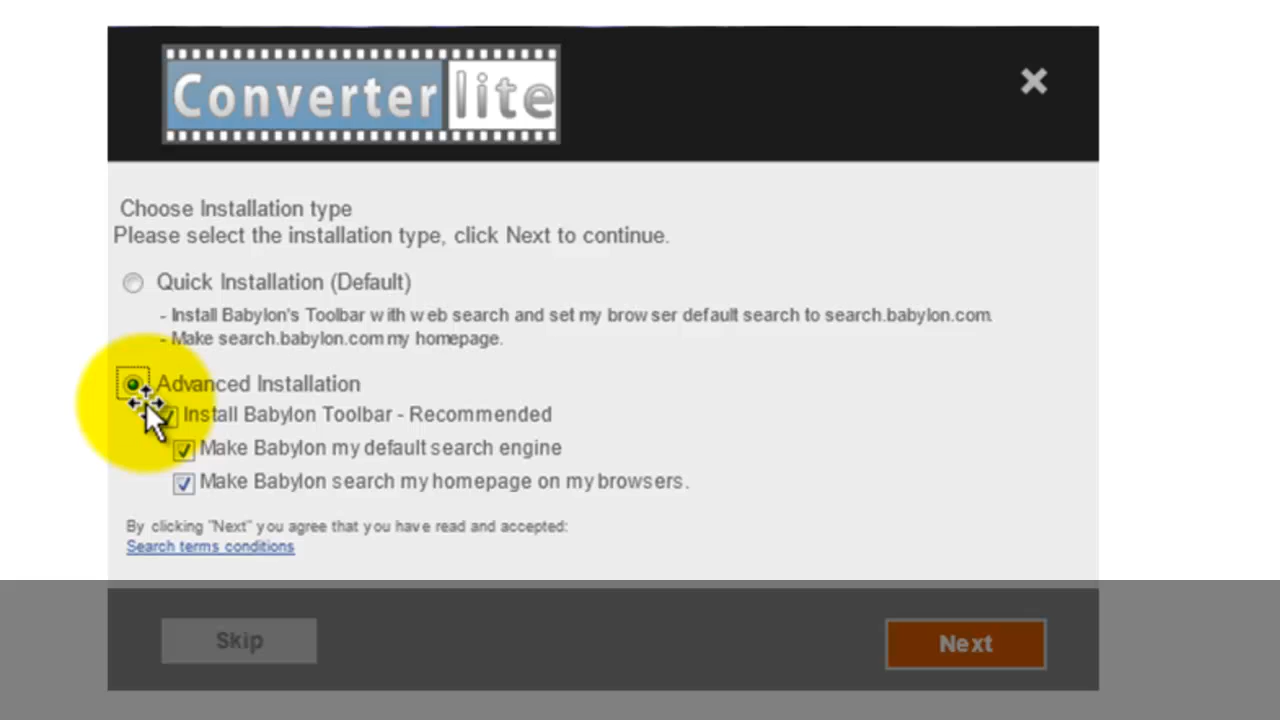 Converter lite
Choose Installation type
Please select the installation type, click Next to continue.
Quick Installation (Default)
- Install Babylon's Toolbar with web search and set my browser default search to search.babylon.com.
- Make search.babylon.com my homepage.
Advanced Installation
Install Babylon Toolbar - Recommended
Make Babylon my default search engine
Make Babylon search my homepage on my browsers.
By clicking "Next" you agree that you have read and accepted:
Search terms conditions
Skip
Next